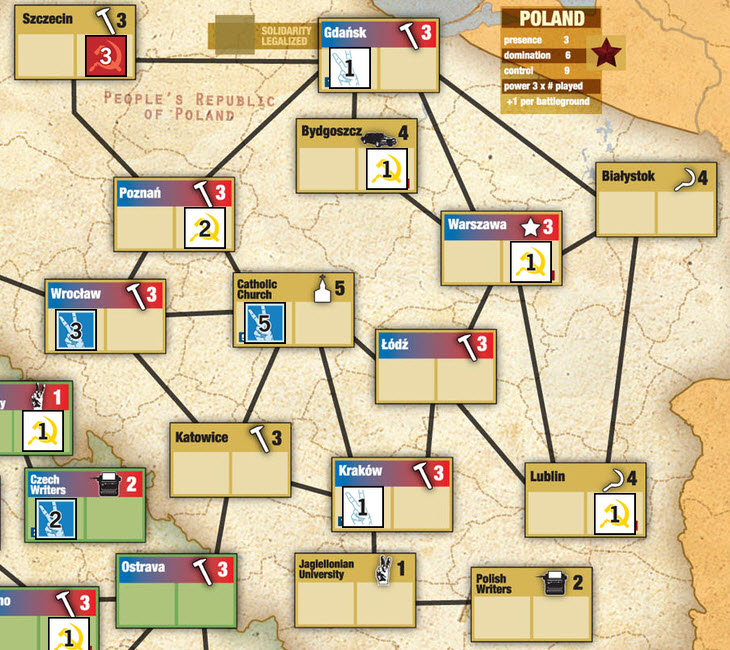 Szczecin 3
3
SOLIDARITY
LEGALIZED
Gdańsk 3
1
POLAND
presence 3
domination 6
control 9
power 3 x # played
+1 per battleground
PEOPLE'S REPUBLIC
OF POLAND
Bydgoszcz 4
1
Białystok 4
Poznań 3
2
Warszawa 3
1
Wrocław 3
3
Catholic
Church 5
5
Łódź 3
y 1
1
Katowice 3
Czech
Writers 2
2
Kraków 3
1
Lublin 4
1
Ostrava 3
Jagiellonian
University 1
Polish
Writers 2
no 3
1